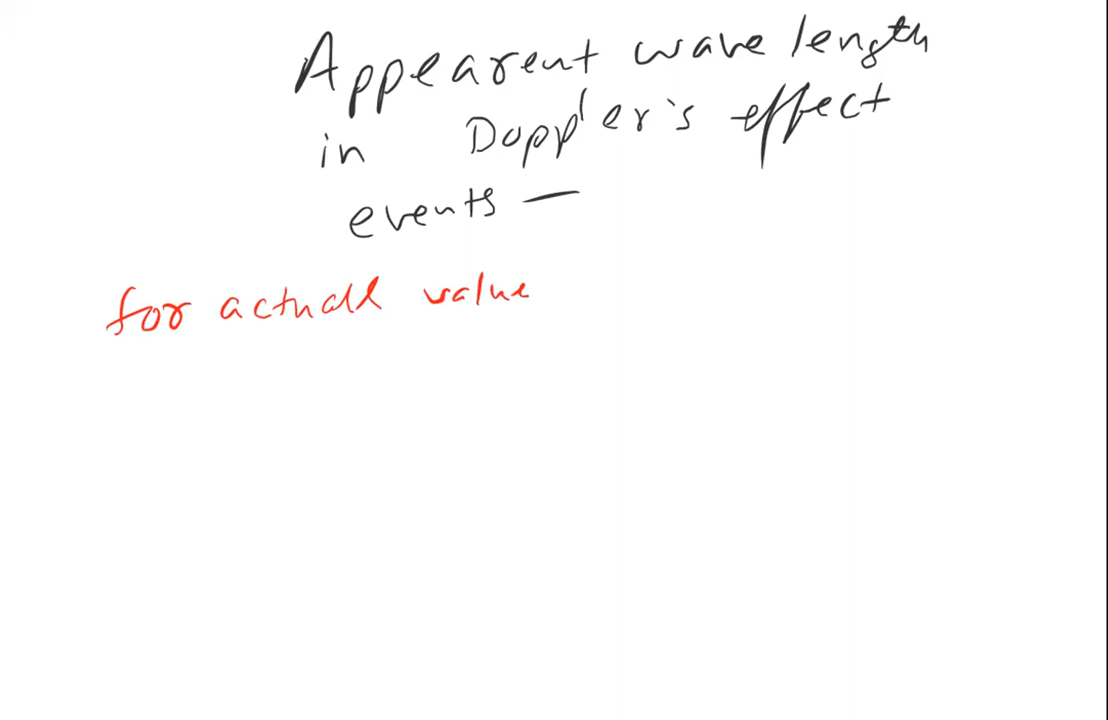 Appearent wave length
in Doppler's effect
events —
for actuall value